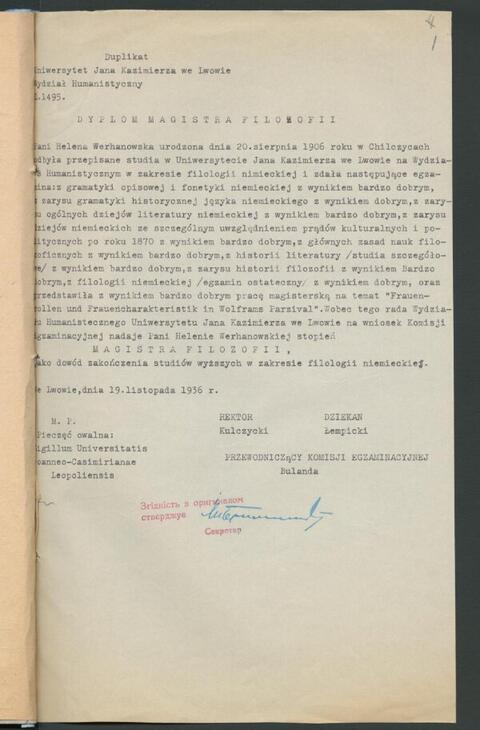 4
1
Duplikat
Uniwersytet Jana Kazimierza we Lwowie
Wydział Humanistyczny
L.1495.
D Y P L O M  M A G I S T R A  F I L O Z O F I I
Pani Helena Werhanowska urodzona dnia 20.sierpnia 1906 roku w Chilczycach
odbyła przepisane studia w Uniwersytecie Jana Kazimierza we Lwowie na Wydzia-
le Humanistycznym w zakresie filologii nimieckiej i zdała następujące egza-
mina:z gramatyki opisowej i fonetyki niemieckiej z wynikiem bardzo dobrym,
z zarysu gramatyki historycznej języka niemieckiego z wynikiem dobrym,z zary-
su ogólnych dziejów literatury niemieckiej z wynikiem bardzo dobrym,z zarysu
dziejów niemieckich ze szczególnym uwzględnieniem prądów kulturalnych i po-
litycznych po roku 1870 z wynikiem bardzo dobrym,z głównych zasad nauk filo-
zoficznych z wynikiem bardzo dobrym,z historii literatury /studia szczegóło-
we/ z wynikiem bardzo dobrym,z zarysu historii filozofii z wynikiem Bardzo
dobrym,z filologii niemieckiej /egzamin ostateczny/ z wynikiem dobrym, oraz
przedstawiła z wynikiem bardzo dobrym pracę magisterską na temat "Frauen-
rollen und Frauencharakteristik in Wolframs Parzival".Wobec tego rada Wydzia-
łu Humanistecznego Uniwertytetu Jana Kazimierza we Lwowie na wniosek Komisji
Egzaminacyjnej nadaje Pani Helenie Werhanowskiej stopień
M A G I S T R A  F I L O Z O F I I ,
jako dowód zakończenia studiów wyższych w zakresie filologii niemieckiej.
We Lwowie,dnia 19.listopada 1936 r.
M. P.
Pieczęć owalna:
Sigillum Universitatis
Joanneo-Casimirianae
Leopoliensis
REKTOR DZIEKAN
Kulczycki Łempicki
PRZEWODNICZĄCY KOMISJI EGZAMINACYJNEJ
Bulanda
Згідність з оригіналом
стверджує
Секретар